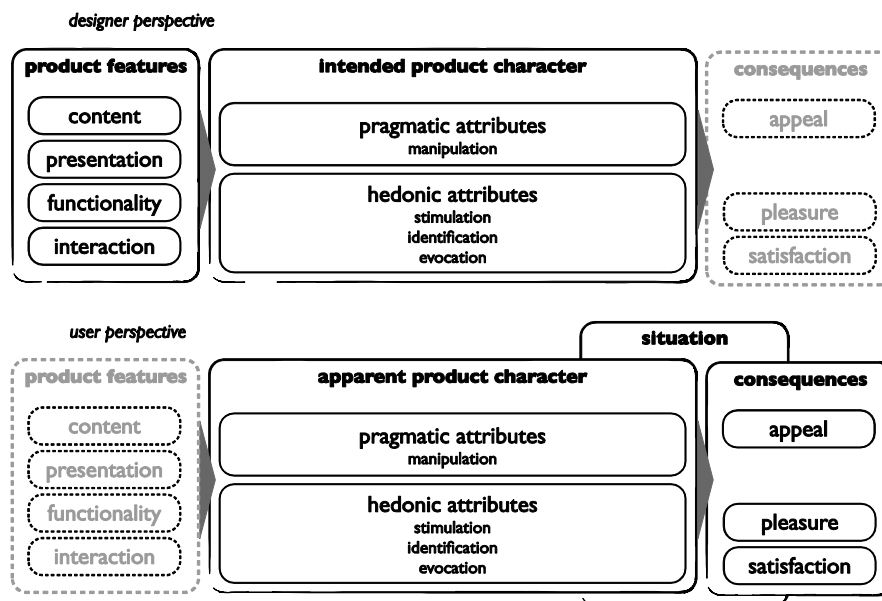 designer perspective
product features
content
presentation
functionality
interaction
intended product character
pragmatic attributes
manipulation
hedonic attributes
stimulation
identification
evocation
consequences
appeal
pleasure
satisfaction
user perspective
product features
content
presentation
functionality
interaction
situation
apparent product character
pragmatic attributes
manipulation
hedonic attributes
stimulation
identification
evocation
consequences
appeal
pleasure
satisfaction